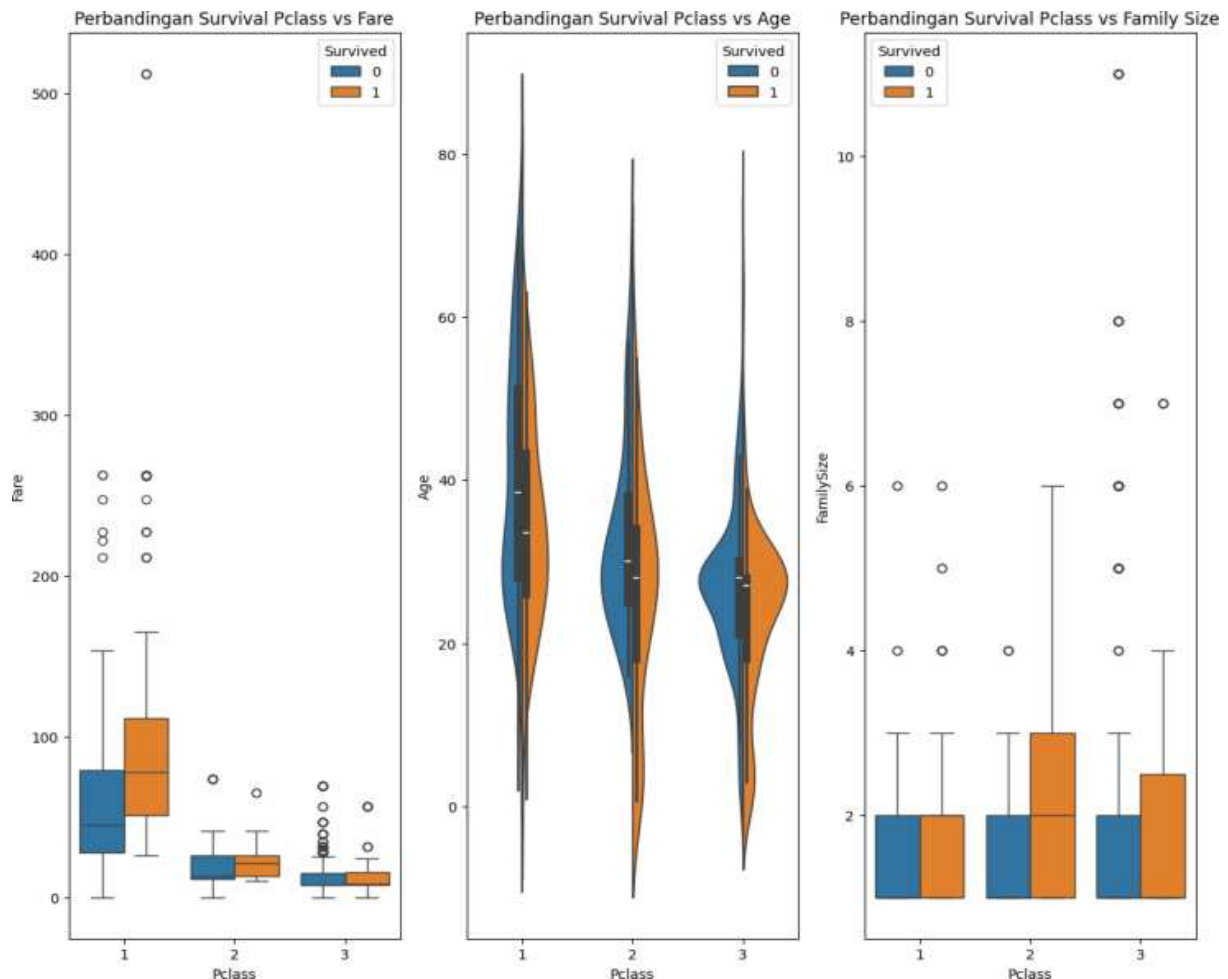 Perbandingan Survival Pclass vs Fare
Survived
0
1
500
400
300
200
100
0
Fare
1
2
3
Pclass
Perbandingan Survival Pclass vs Age
Survived
0
1
80
60
40
20
0
Age
1
2
3
Pclass
Perbandingan Survival Pclass vs Family Size
Survived
0
1
10
8
6
4
2
FamilySize
1
2
3
Pclass